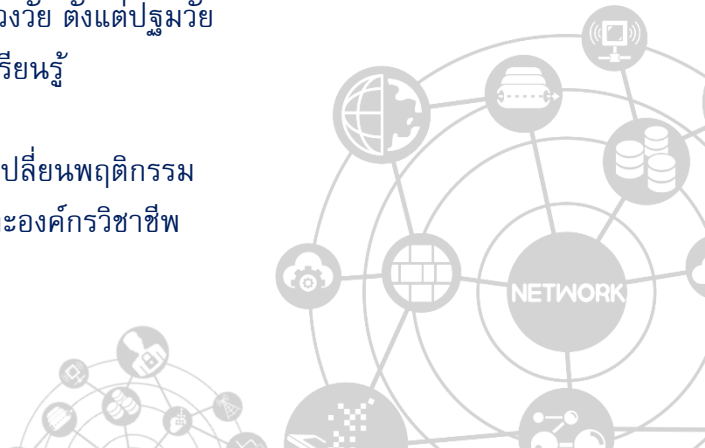 วงวัย ตั้งแต่ปฐมวัย
รียนรู้
เปลี่ยนพฤติกรรม
ะองค์กรวิชาชีพ
NETWORK